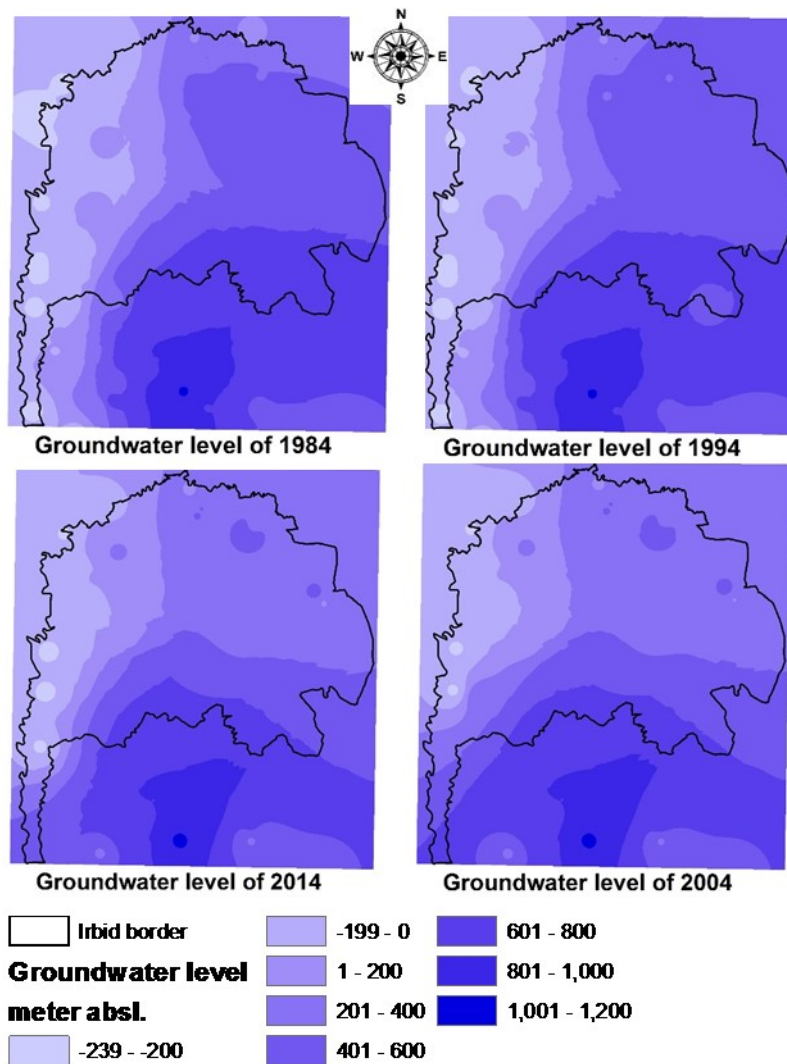 N
W E
S
Groundwater level of 1984
Groundwater level of 1994
Groundwater level of 2014
Groundwater level of 2004
Irbid border
Groundwater level
meter absl.
-239 - -200
-199 - 0
1 - 200
201 - 400
401 - 600
601 - 800
801 - 1,000
1,001 - 1,200